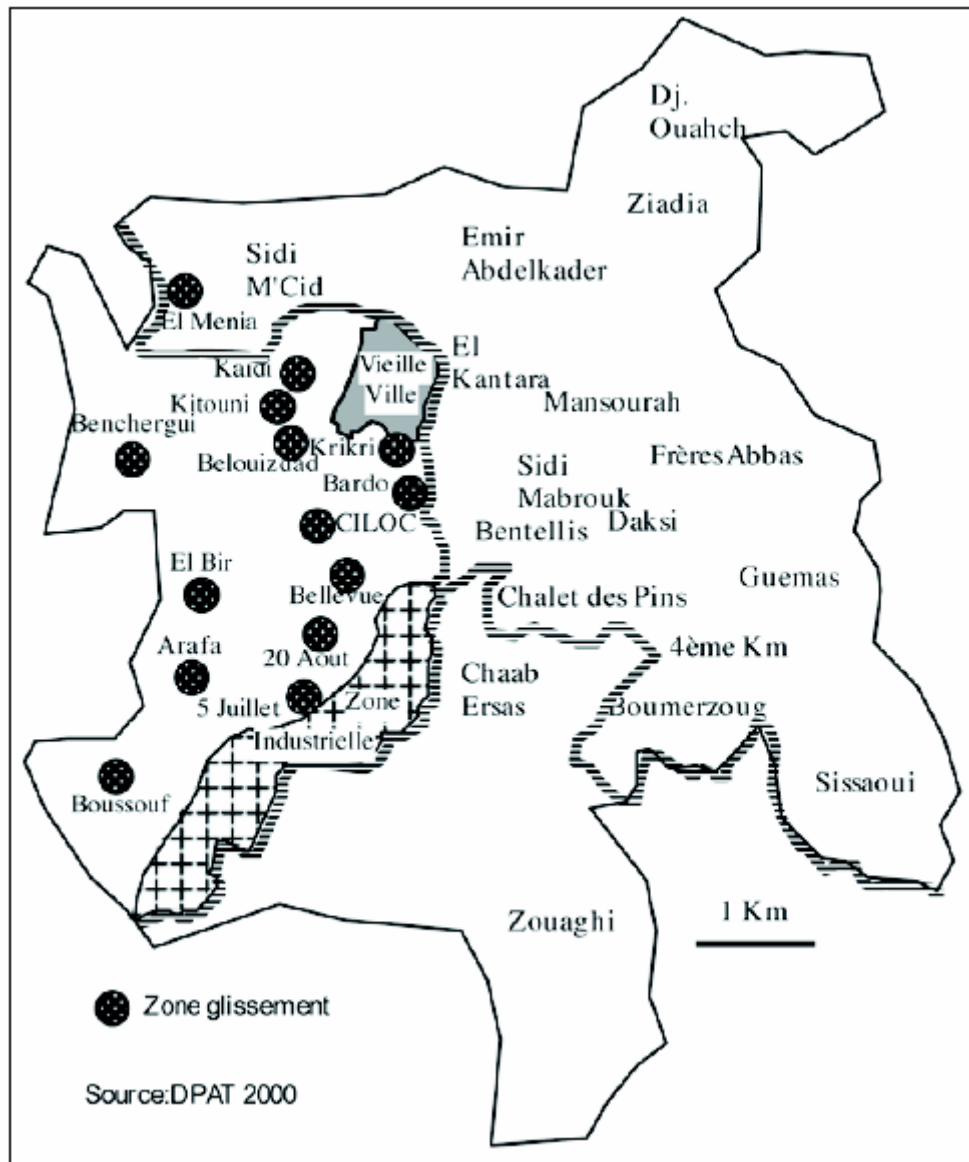 Dj.
Ouahch
Ziadia
Emir
Abdelkader
Sidi
M'Cid
El Menia
El
Kantara
Vieille
Ville
Kaidi
Kitouni
Mansourah
Benchergui
Belouizdad
Krikri
Frères Abbas
Sidi
Mabrouk
Bardo
CILOC
Bentellis
Daksi
El Bir
Bellevue
Chalet des Pins
Guemas
Arafa
20 Aout
4ème Km
Chaab
Ersas
5 Juillet
Zone
Industrielle
Boumerzoug
Boussouf
Sissaoui
Zouaghi
1 Km
Zone glissement
Source:DPAT 2000